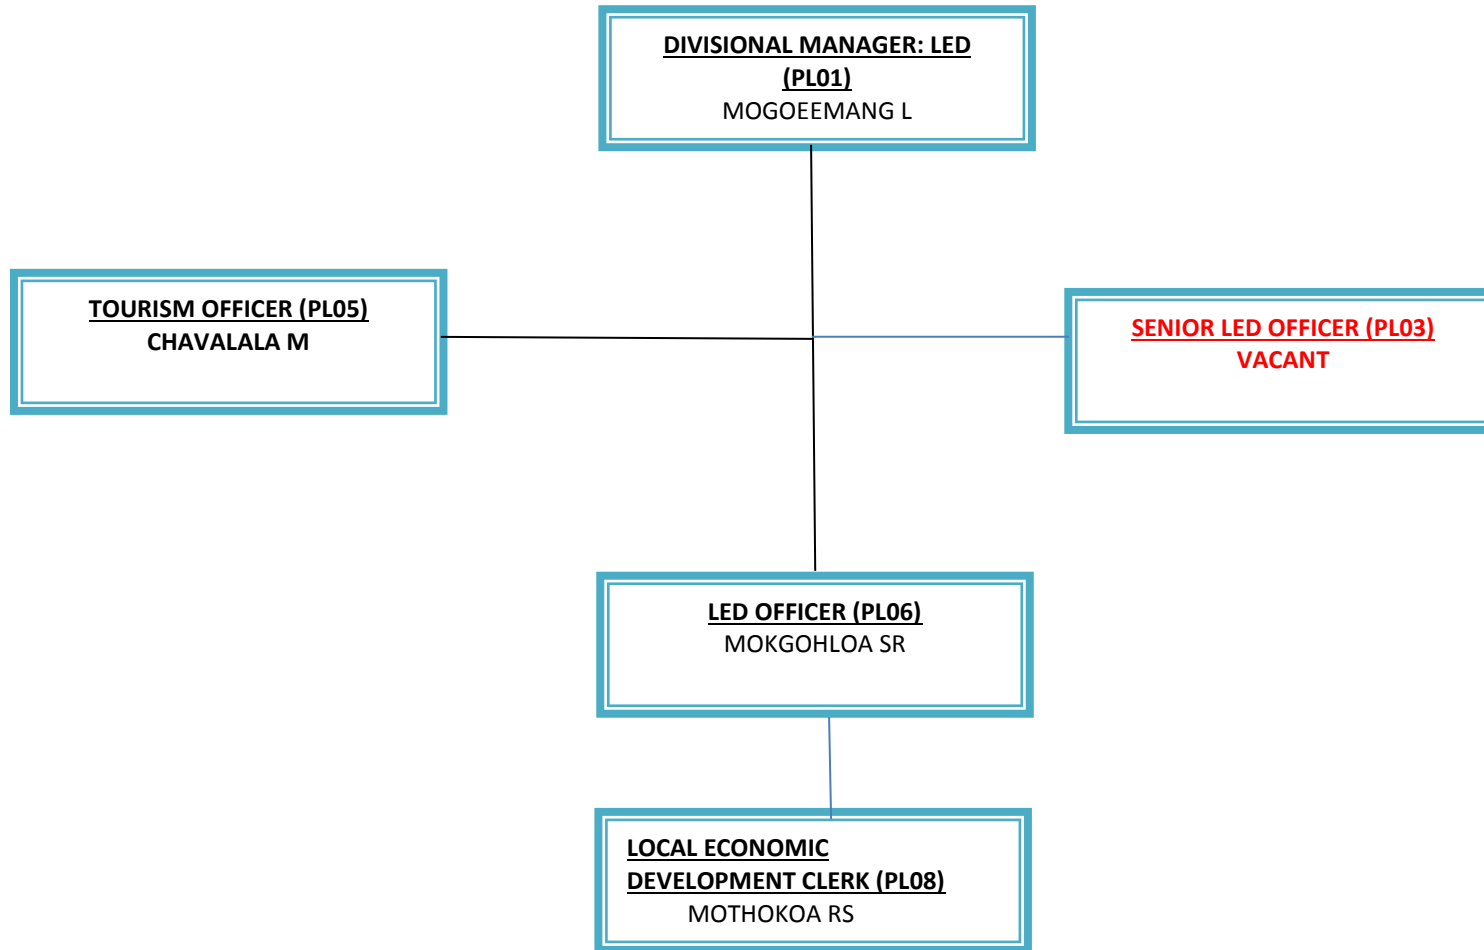 DIVISIONAL MANAGER: LED
(PL01)
MOGOEEMANG L
TOURISM OFFICER (PL05)
CHAVALALA M
SENIOR LED OFFICER (PL03)
VACANT
LED OFFICER (PL06)
MOKGOHLOA SR
LOCAL ECONOMIC
DEVELOPMENT CLERK (PL08)
MOTHOKOA RS